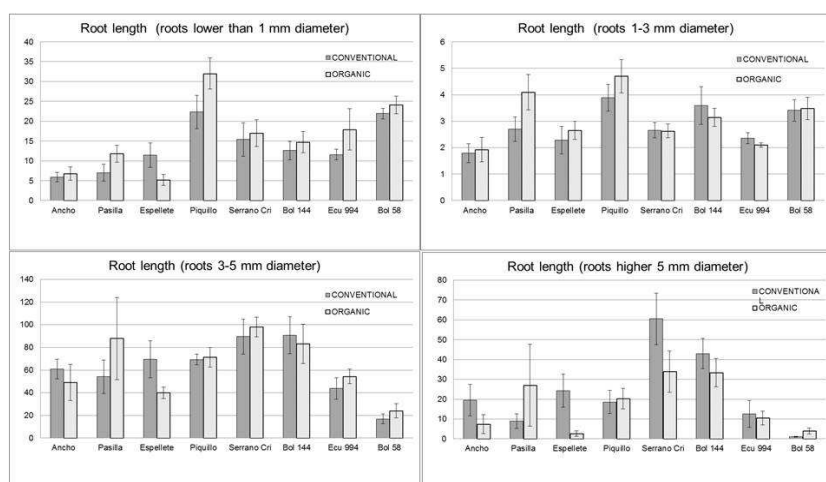 Root length (roots lower than 1 mm diameter)
40
35
30
25
20
15
10
5
0
CONVENTIONAL
ORGANIC
Ancho Pasilla Espellete Piquillo Serrano Cri Bol 144 Ecu 994 Bol 58
Root length (roots 1-3 mm diameter)
6
5
4
3
2
1
0
CONVENTIONAL
ORGANIC
Ancho Pasilla Espellete Piquillo Serrano Cri Bol 144 Ecu 994 Bol 58
Root length (roots 3-5 mm diameter)
140
120
100
80
60
40
20
0
CONVENTIONAL
ORGANIC
Ancho Pasilla Espellete Piquillo Serrano Cri Bol 144 Ecu 994 Bol 58
Root length (roots higher 5 mm diameter)
80
70
60
50
40
30
20
10
0
CONVENTIONA
L
ORGANIC
Ancho Pasilla Espellete Piquillo Serrano Cri Bol 144 Ecu 994 Bol 58